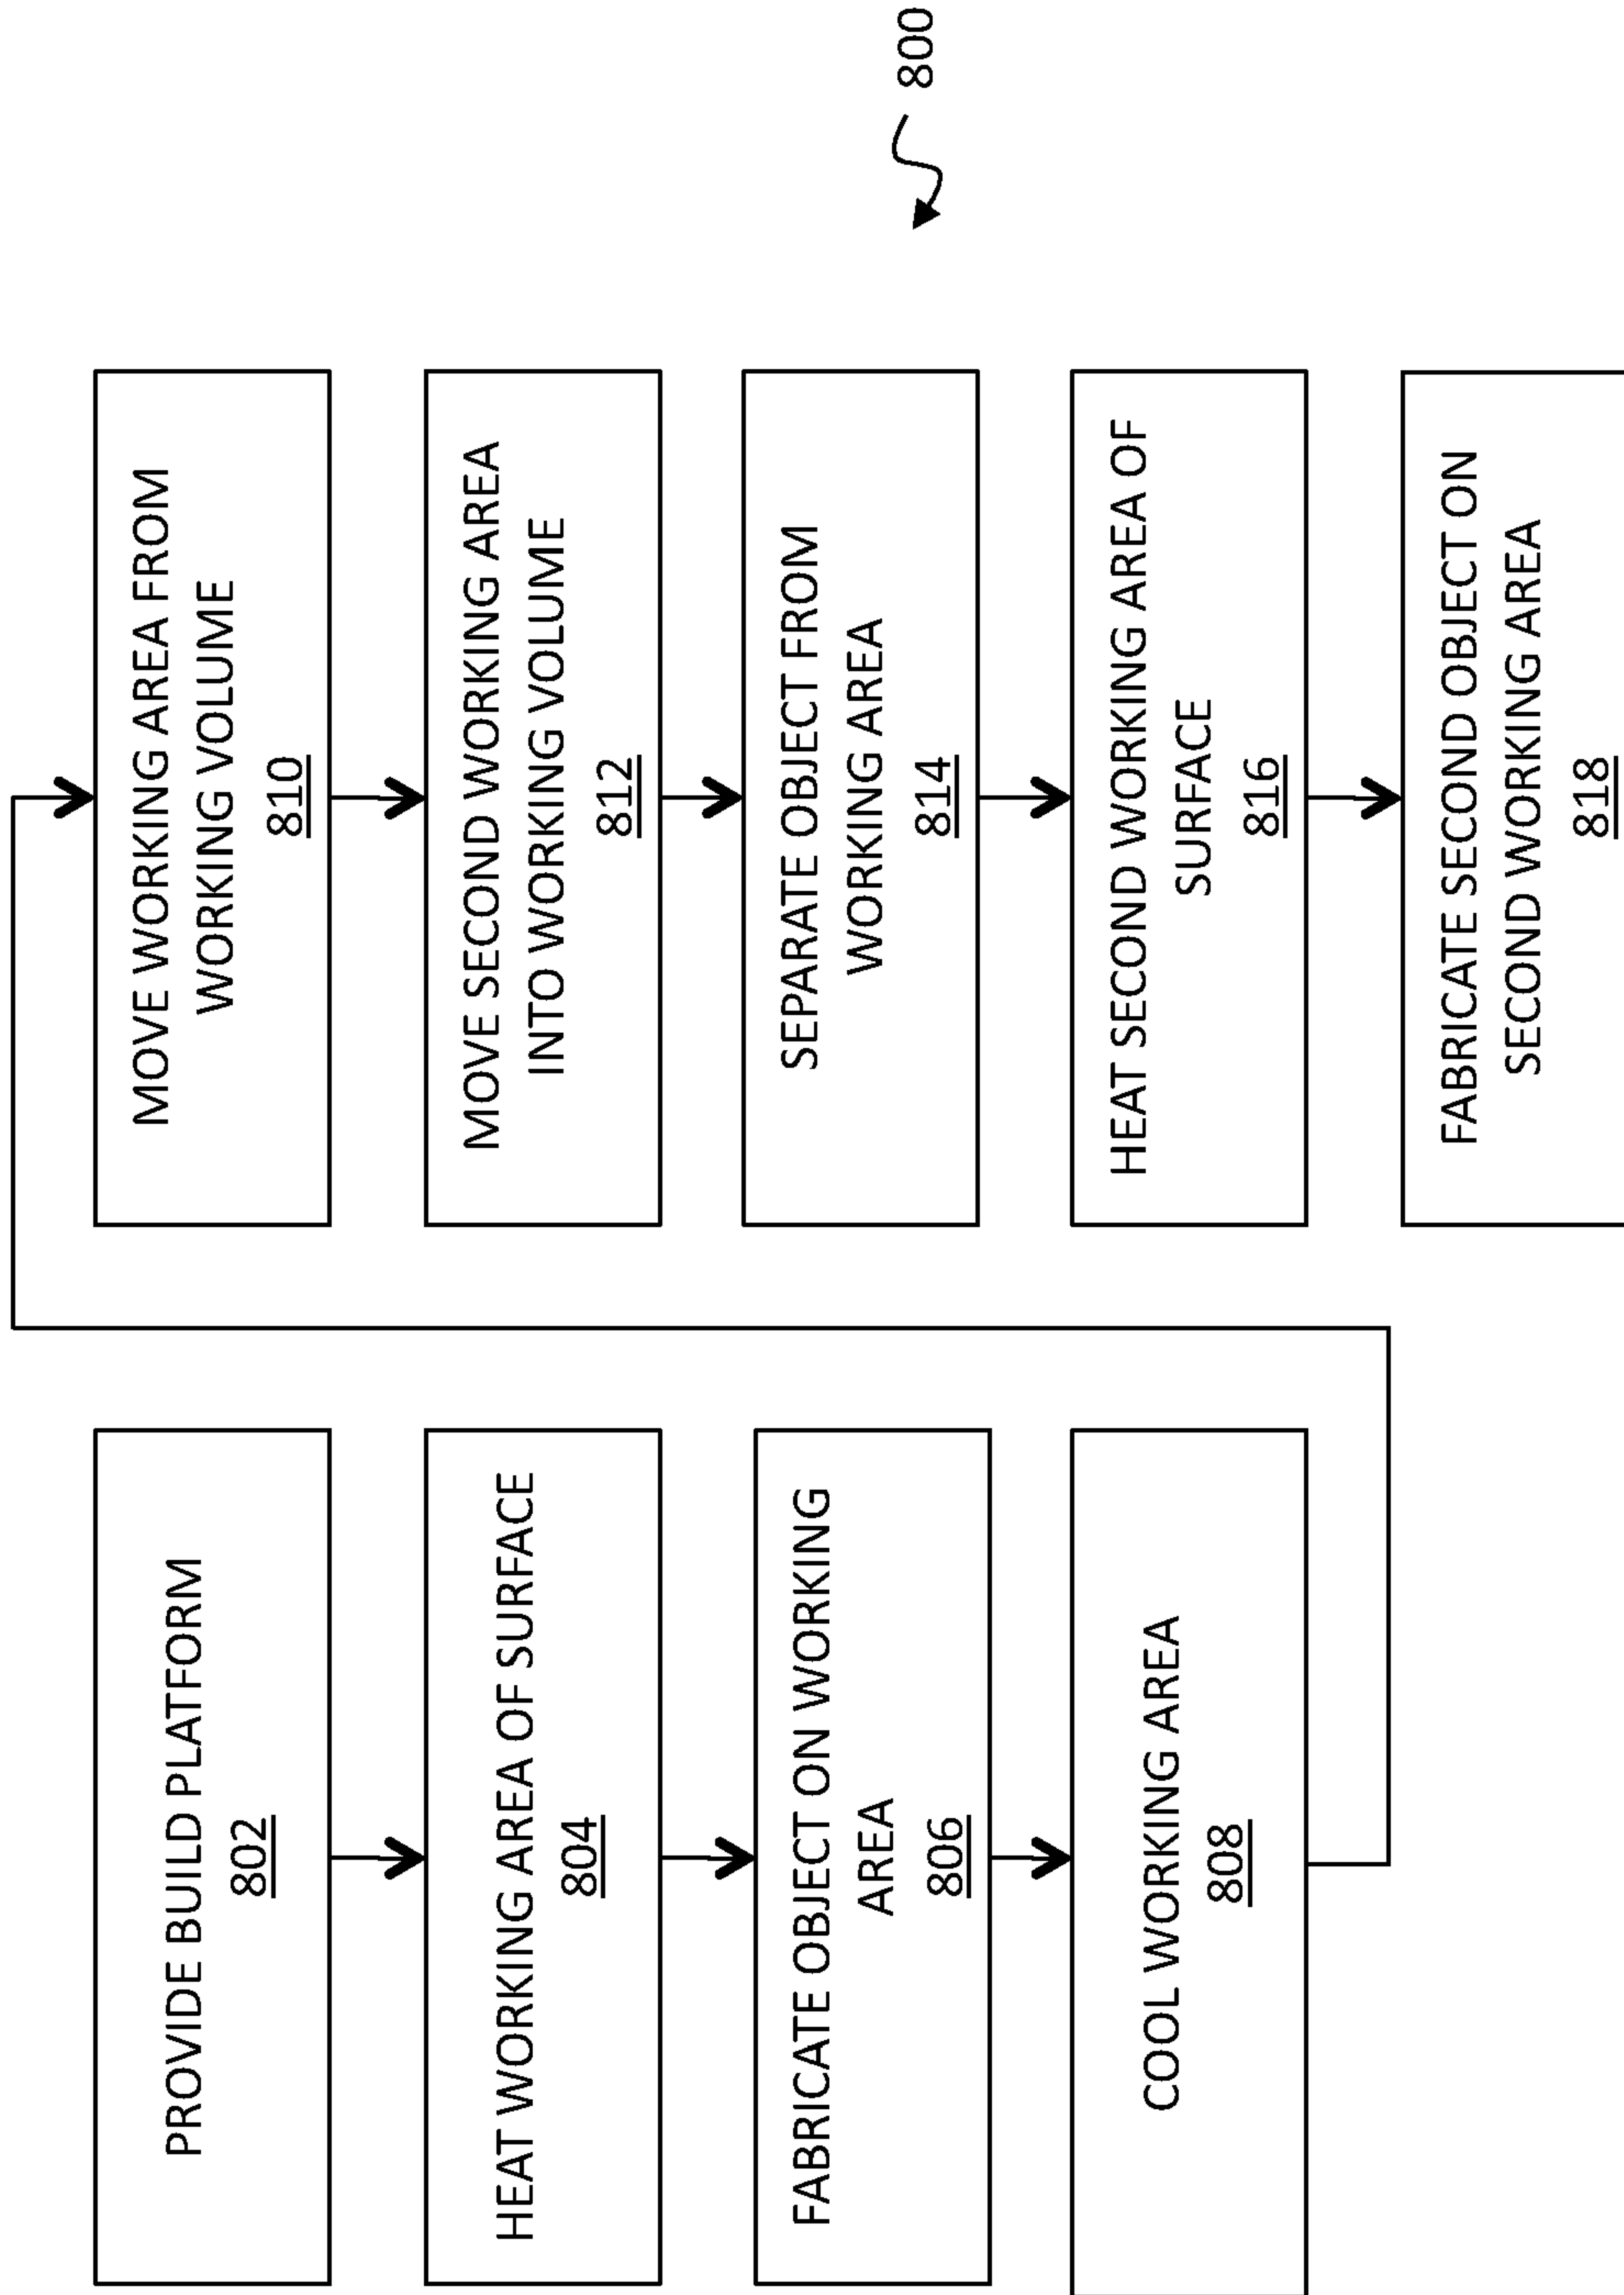 PROVIDE BUILD PLATFORM
802
HEAT WORKING AREA OF SURFACE
804
FABRICATE OBJECT ON WORKING
AREA
806
COOL WORKING AREA
808
MOVE WORKING AREA FROM
WORKING VOLUME
810
MOVE SECOND WORKING AREA
INTO WORKING VOLUME
812
SEPARATE OBJECT FROM
WORKING AREA
814
HEAT SECOND WORKING AREA OF
SURFACE
816
FABRICATE SECOND OBJECT ON
SECOND WORKING AREA
818
800